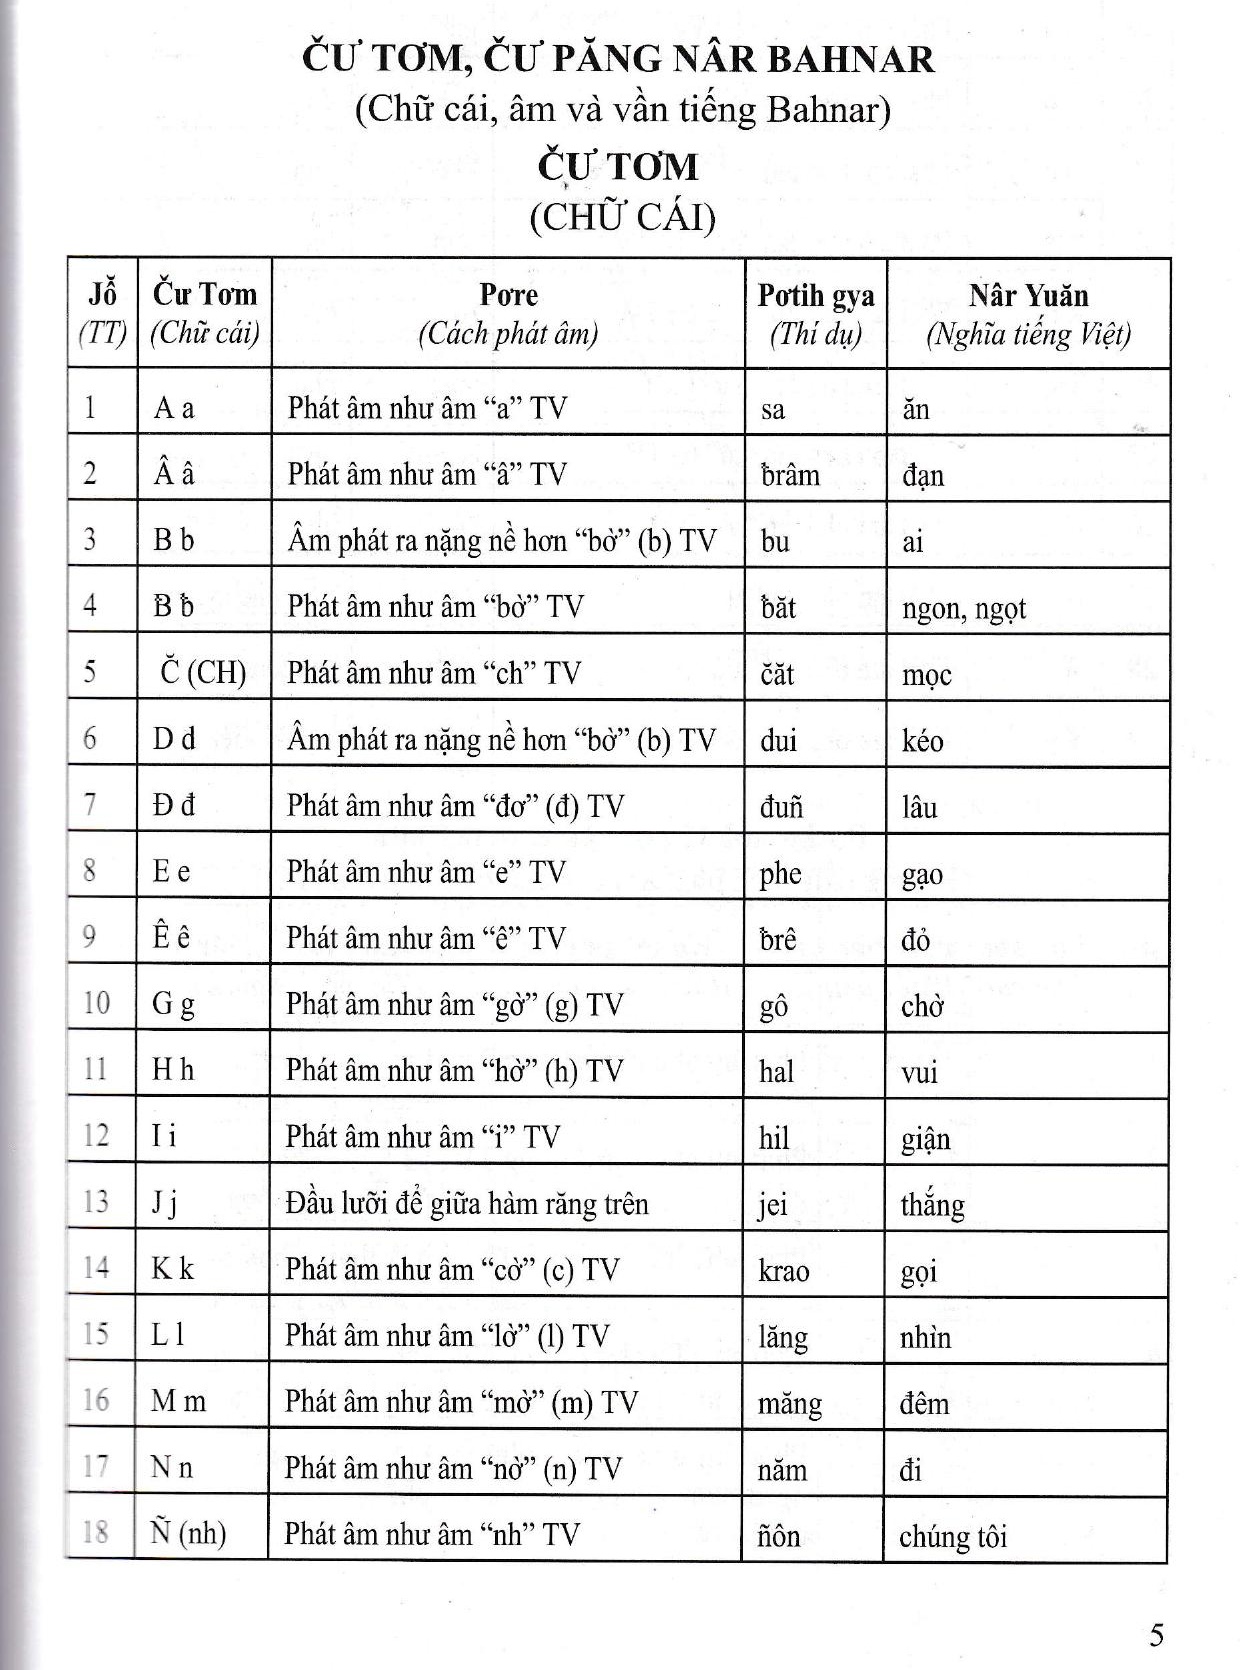 ČƯ TƠM, ČƯ PĂNG NÂR BAHNAR
(Chữ cái, âm và vần tiếng Bahnar)
ČƯ TƠM
(CHỮ CÁI)
Jỗ Čư Tơm Pơre Pơtih gya Nâr Yuăn
(TT) (Chữ cái) (Cách phát âm) (Thí dụ) (Nghĩa tiếng Việt)
1 A a Phát âm như âm “a” TV sa ăn
2 Â â Phát âm như âm “â” TV ƀrâm đạn
3 B b Âm phát ra nặng nề hơn “bờ” (b) TV bu ai
4 Ƀ ƀ Phát âm như âm “bờ” TV ƀăt ngon, ngọt
5 Č (CH) Phát âm như âm “ch” TV čăt mọc
6 D d Âm phát ra nặng nề hơn “bờ” (b) TV dui kéo
7 Đ đ Phát âm như âm “đơ” (đ) TV đuñ lâu
8 E e Phát âm như âm “e” TV phe gạo
9 Ê ê Phát âm như âm “ê” TV ƀrê đỏ
10 G g Phát âm như âm “gờ” (g) TV gô chờ
11 H h Phát âm như âm “hờ” (h) TV hal vui
12 I i Phát âm như âm “i” TV hil giận
13 J j Đầu lưỡi để giữa hàm răng trên jei thắng
14 K k Phát âm như âm “cờ” (c) TV krao gọi
15 L l Phát âm như âm “lờ” (l) TV lăng nhìn
16 M m Phát âm như âm “mờ” (m) TV măng đêm
17 N n Phát âm như âm “nờ” (n) TV năm đi
18 Ñ (nh) Phát âm như âm “nh” TV ñôn chúng tôi
5